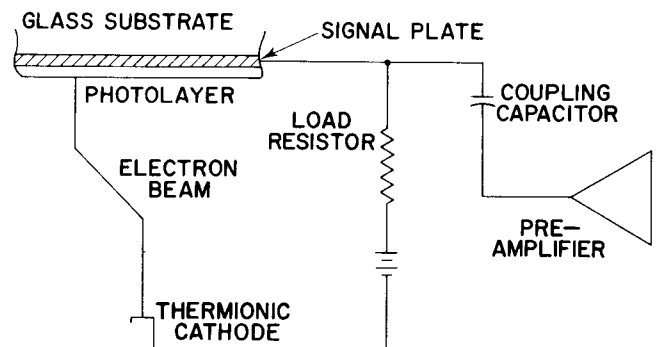 GLASS SUBSTRATE
SIGNAL PLATE
PHOTOLAYER
COUPLING
CAPACITOR
LOAD
RESISTOR
ELECTRON
BEAM
PRE-
AMPLIFIER
THERMIONIC
CATHODE